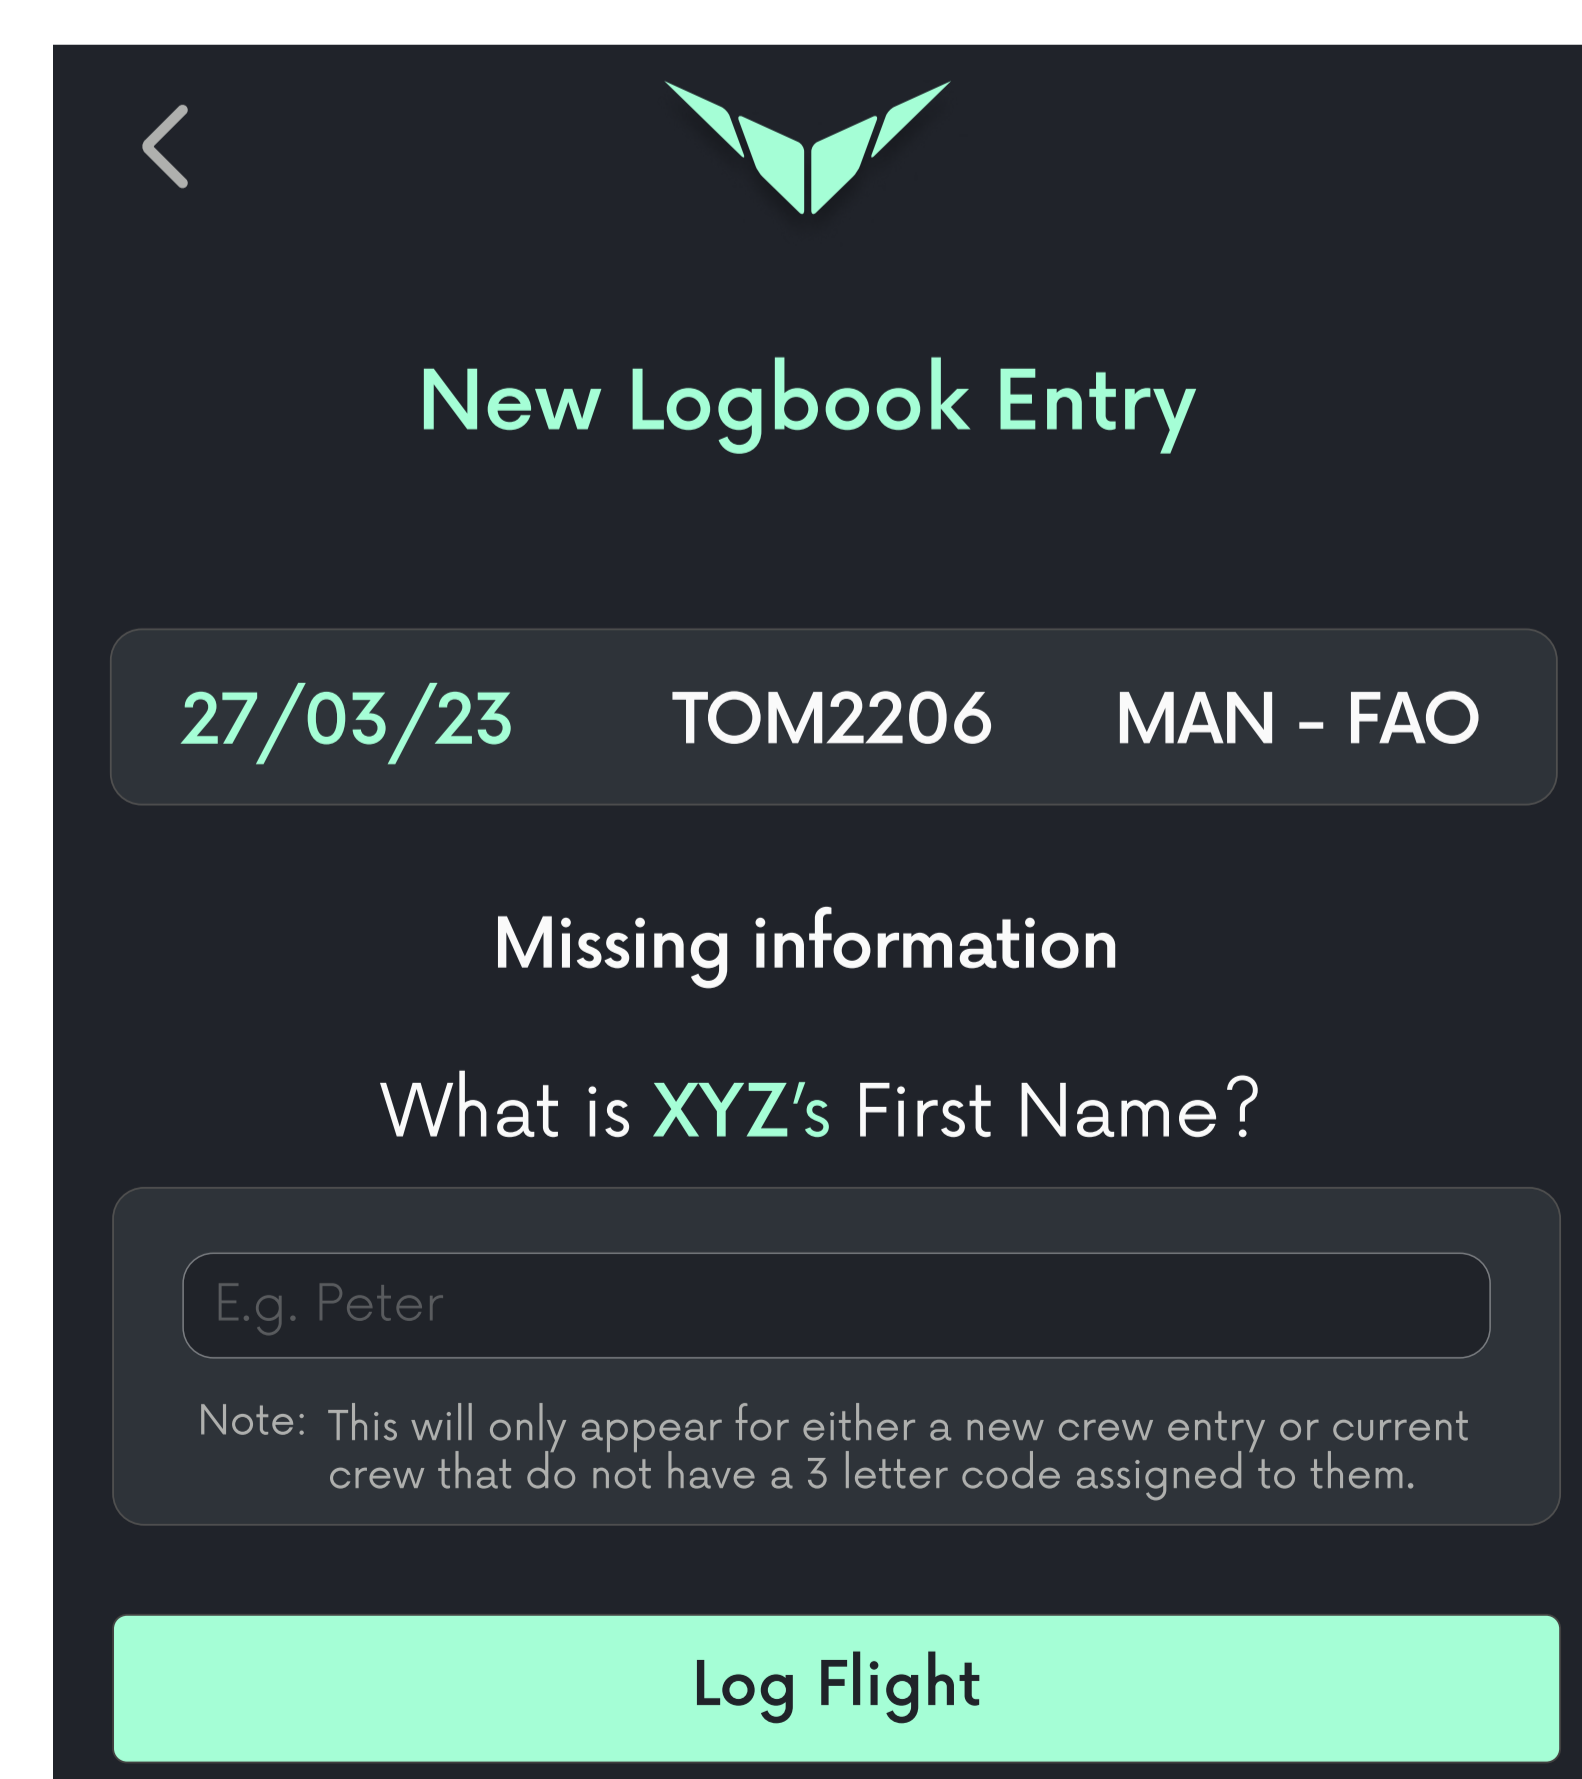 New Logbook Entry
27/03/23 TOM2206 MAN - FAO
Missing information
What is XYZ's First Name?
E.g. Peter
Note: This will only appear for either a new crew entry or current
crew that do not have a 3 letter code assigned to them.
Log Flight